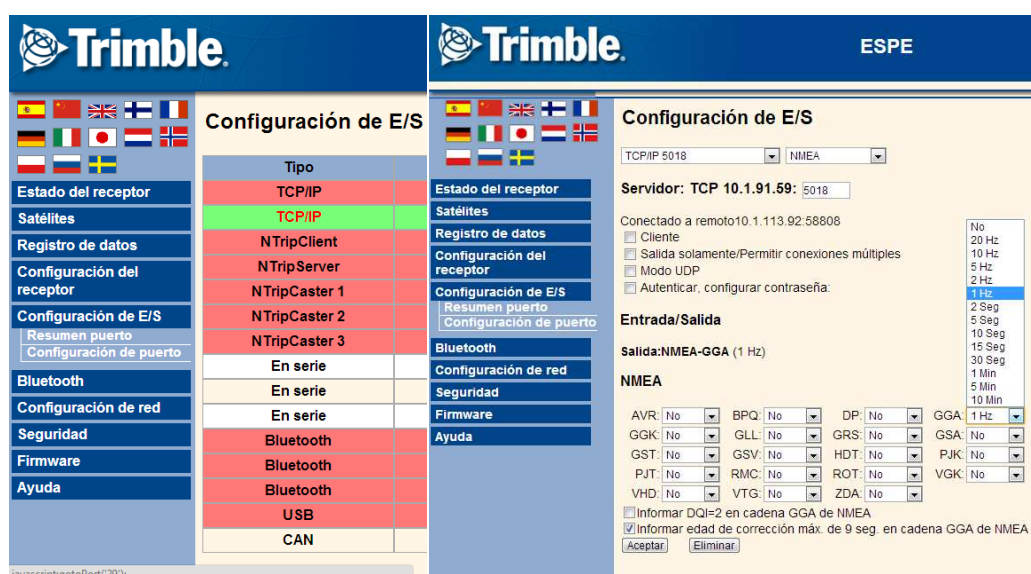 Trimble.
Configuración de E/S
Tipo
TCP/IP
TCP/IP
NTripClient
NTripServer
NTripCaster 1
NTripCaster 2
NTripCaster 3
En serie
En serie
En serie
Bluetooth
Bluetooth
Bluetooth
USB
CAN
Estado del receptor
Satélites
Registro de datos
Configuración del
receptor
Configuración de E/S
Resumen puerto
Configuración de puerto
Bluetooth
Configuración de red
Seguridad
Firmware
Ayuda
Trimble.
ESPE
Estado del receptor
Satélites
Registro de datos
Configuración del
receptor
Configuración de E/S
Resumen puerto
Configuración de puerto
Bluetooth
Configuración de red
Seguridad
Firmware
Ayuda
Configuración de E/S
TCP/IP 5018 NMEA
Servidor: TCP 10.1.91.59: 5018
Conectado a remoto10.1.113.92:58808
Cliente
Salida solamente/Permitir conexiones múltiples
Modo UDP
Autenticar, configurar contraseña:
Entrada/Salida
Salida:NMEA-GGA (1 Hz)
NMEA
No
20 Hz
10 Hz
5 Hz
2 Hz
1 Hz
2 Seg
5 Seg
10 Seg
15 Seg
30 Seg
1 Min
5 Min
10 Min
AVR: No BPQ: No DP: No GGA: 1 Hz
GGK: No GLL: No GRS: No GSA: No
GST: No GSV: No HDT: No PJK: No
PJT: No RMC: No ROT: No VGK: No
VHD: No VTG: No ZDA: No
Informar DQI=2 en cadena GGA de NMEA
Informar edad de corrección máx. de 9 seg. en cadena GGA de NMEA
Aceptar Eliminar